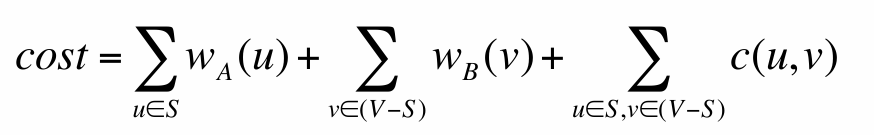 cost = ∑_{u∈S} w_A(u) + ∑_{v∈(V−S)} w_B(v) + ∑_{u∈S,v∈(V−S)} c(u,v)